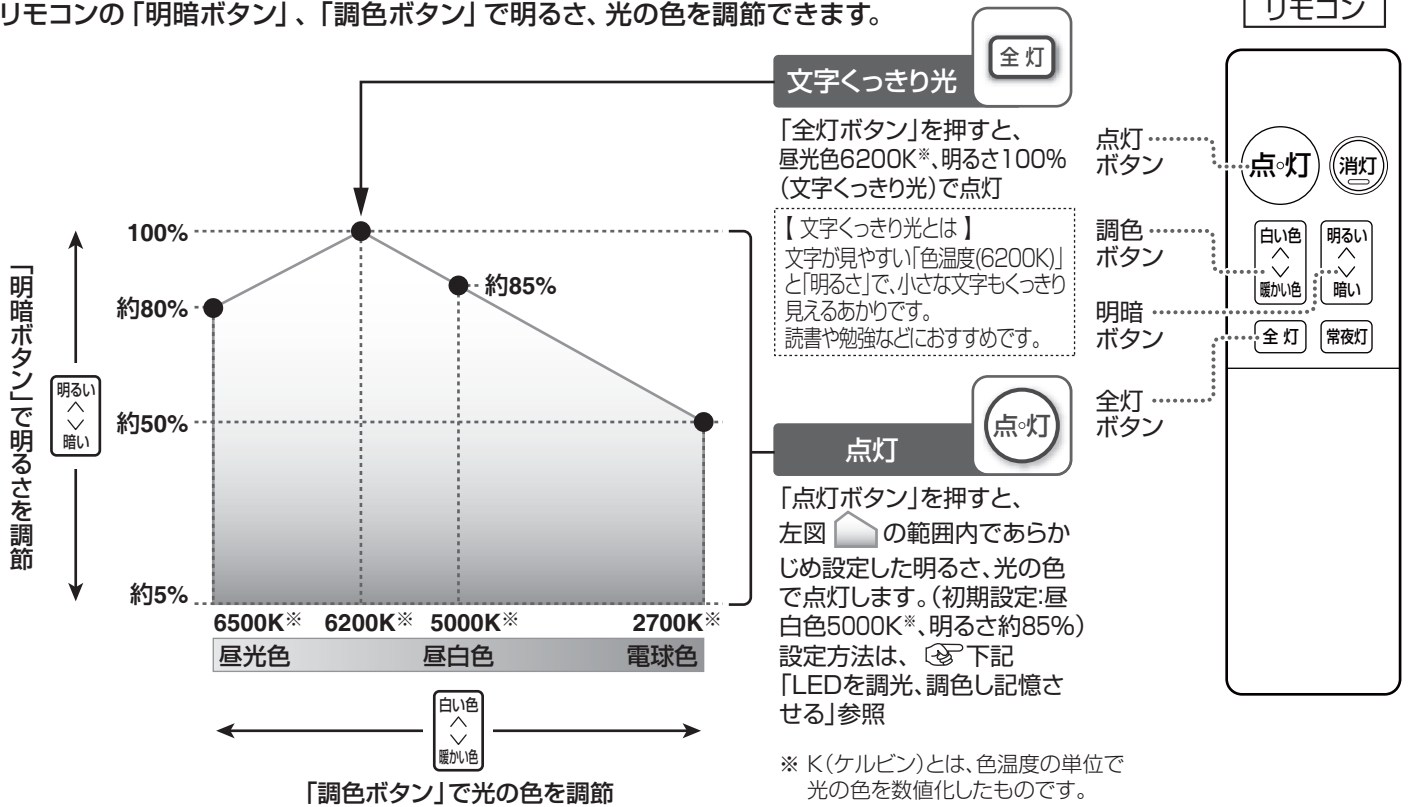 リモコンの「明暗ボタン」、「調色ボタン」で明るさ、光の色を調節できます。
文字くっきり光
全灯
「全灯ボタン」を押すと、
昼光色6200K※、明るさ100%
(文字くっきり光)で点灯
【 文字くっきり光とは 】
文字が見やすい「色温度(6200K)」
と「明るさ」で、小さな文字もくっきり
見えるあかりです。
読書や勉強などにおすすめです。
点灯
点灯
「点灯ボタン」を押すと、
左図 の範囲内であらか
じめ設定した明るさ、光の色
で点灯します。(初期設定:昼
白色5000K※、明るさ約85%)
設定方法は、 下記
「LEDを調光、調色し記憶さ
せる」参照
※ K(ケルビン)とは、色温度の単位で
光の色を数値化したものです。
「明暗ボタン」で明るさを調節
明るい
暗い
100%
約80%
約85%
約50%
約5%
6500K※ 6200K※ 5000K※ 2700K※
昼光色 昼白色 電球色
白い色
暖かい色
「調色ボタン」で光の色を調節
リモコン
点灯
ボタン
調色
ボタン
明暗
ボタン
全灯
ボタン
点灯
消灯
白い色
暖かい色
明るい
暗い
全灯
常夜灯